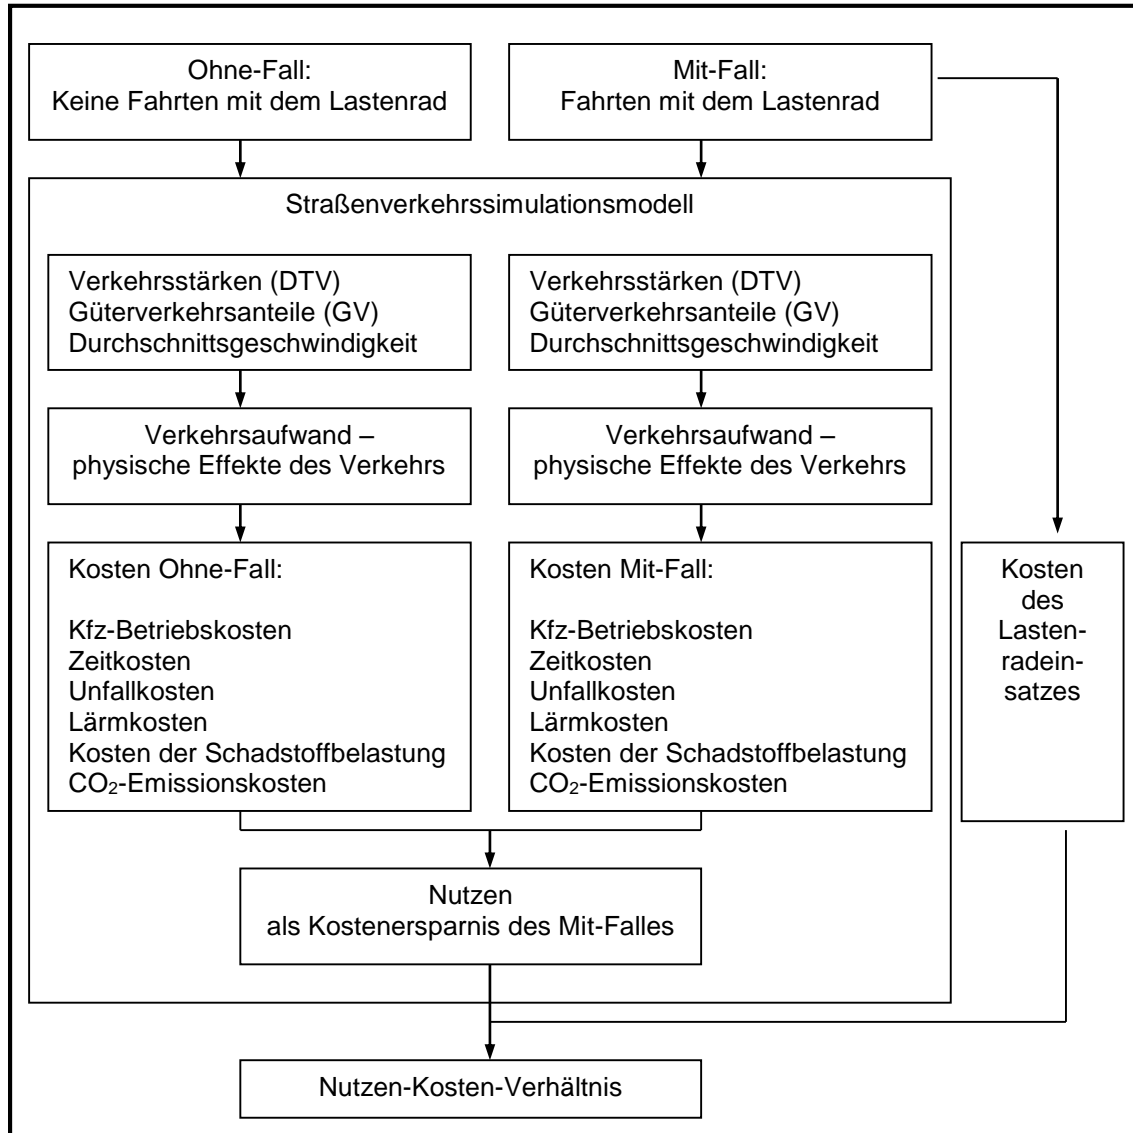 Ohne-Fall:
Keine Fahrten mit dem Lastenrad
Mit-Fall:
Fahrten mit dem Lastenrad
Straßenverkehrssimulationsmodell
Verkehrsstärken (DTV)
Güterverkehrsanteile (GV)
Durchschnittsgeschwindigkeit
Verkehrsstärken (DTV)
Güterverkehrsanteile (GV)
Durchschnittsgeschwindigkeit
Verkehrsaufwand –
physische Effekte des Verkehrs
Verkehrsaufwand –
physische Effekte des Verkehrs
Kosten Ohne-Fall:
Kfz-Betriebskosten
Zeitkosten
Unfallkosten
Lärmkosten
Kosten der Schadstoffbelastung
CO₂-Emissionskosten
Kosten Mit-Fall:
Kfz-Betriebskosten
Zeitkosten
Unfallkosten
Lärmkosten
Kosten der Schadstoffbelastung
CO₂-Emissionskosten
Kosten
des
Lasten-
radein-
satzes
Nutzen
als Kostenersparnis des Mit-Falles
Nutzen-Kosten-Verhältnis